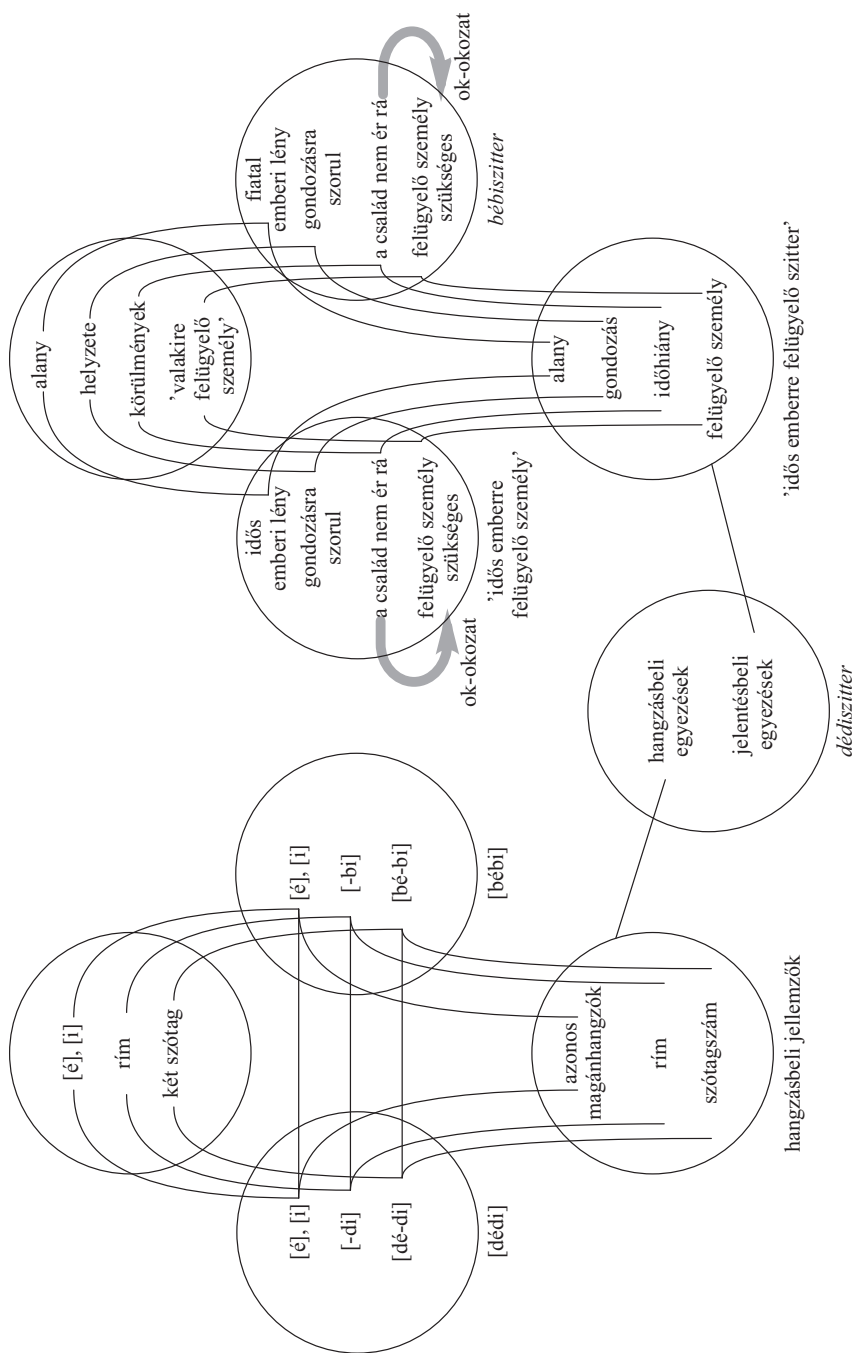 [é], [i]
rím
két szótag
[é], [i]
[-di]
[dé-di]
[dédi]
[é], [i]
[-bi]
[bé-bi]
[bébi]
azonos
magánhangzók
rím
szótagszám
hangzásbeli jellemzők
hangzásbeli
egyezések
jelentésbeli
egyezések
dédiszitter
alany
helyzete
körülmények
’valakire
felügyelő
személy’
idős
emberi lény
gondozásra
szorul
a család nem ér rá
felügyelő személy
szükséges
ok-okozat
’idős emberre
felügyelő személy’
fiatal
emberi lény
gondozásra
szorul
a család nem ér rá
felügyelő személy
szükséges
ok-okozat
bébiszitter
alany
gondozás
időhiány
felügyelő személy
’idős emberre felügyelő szitter’